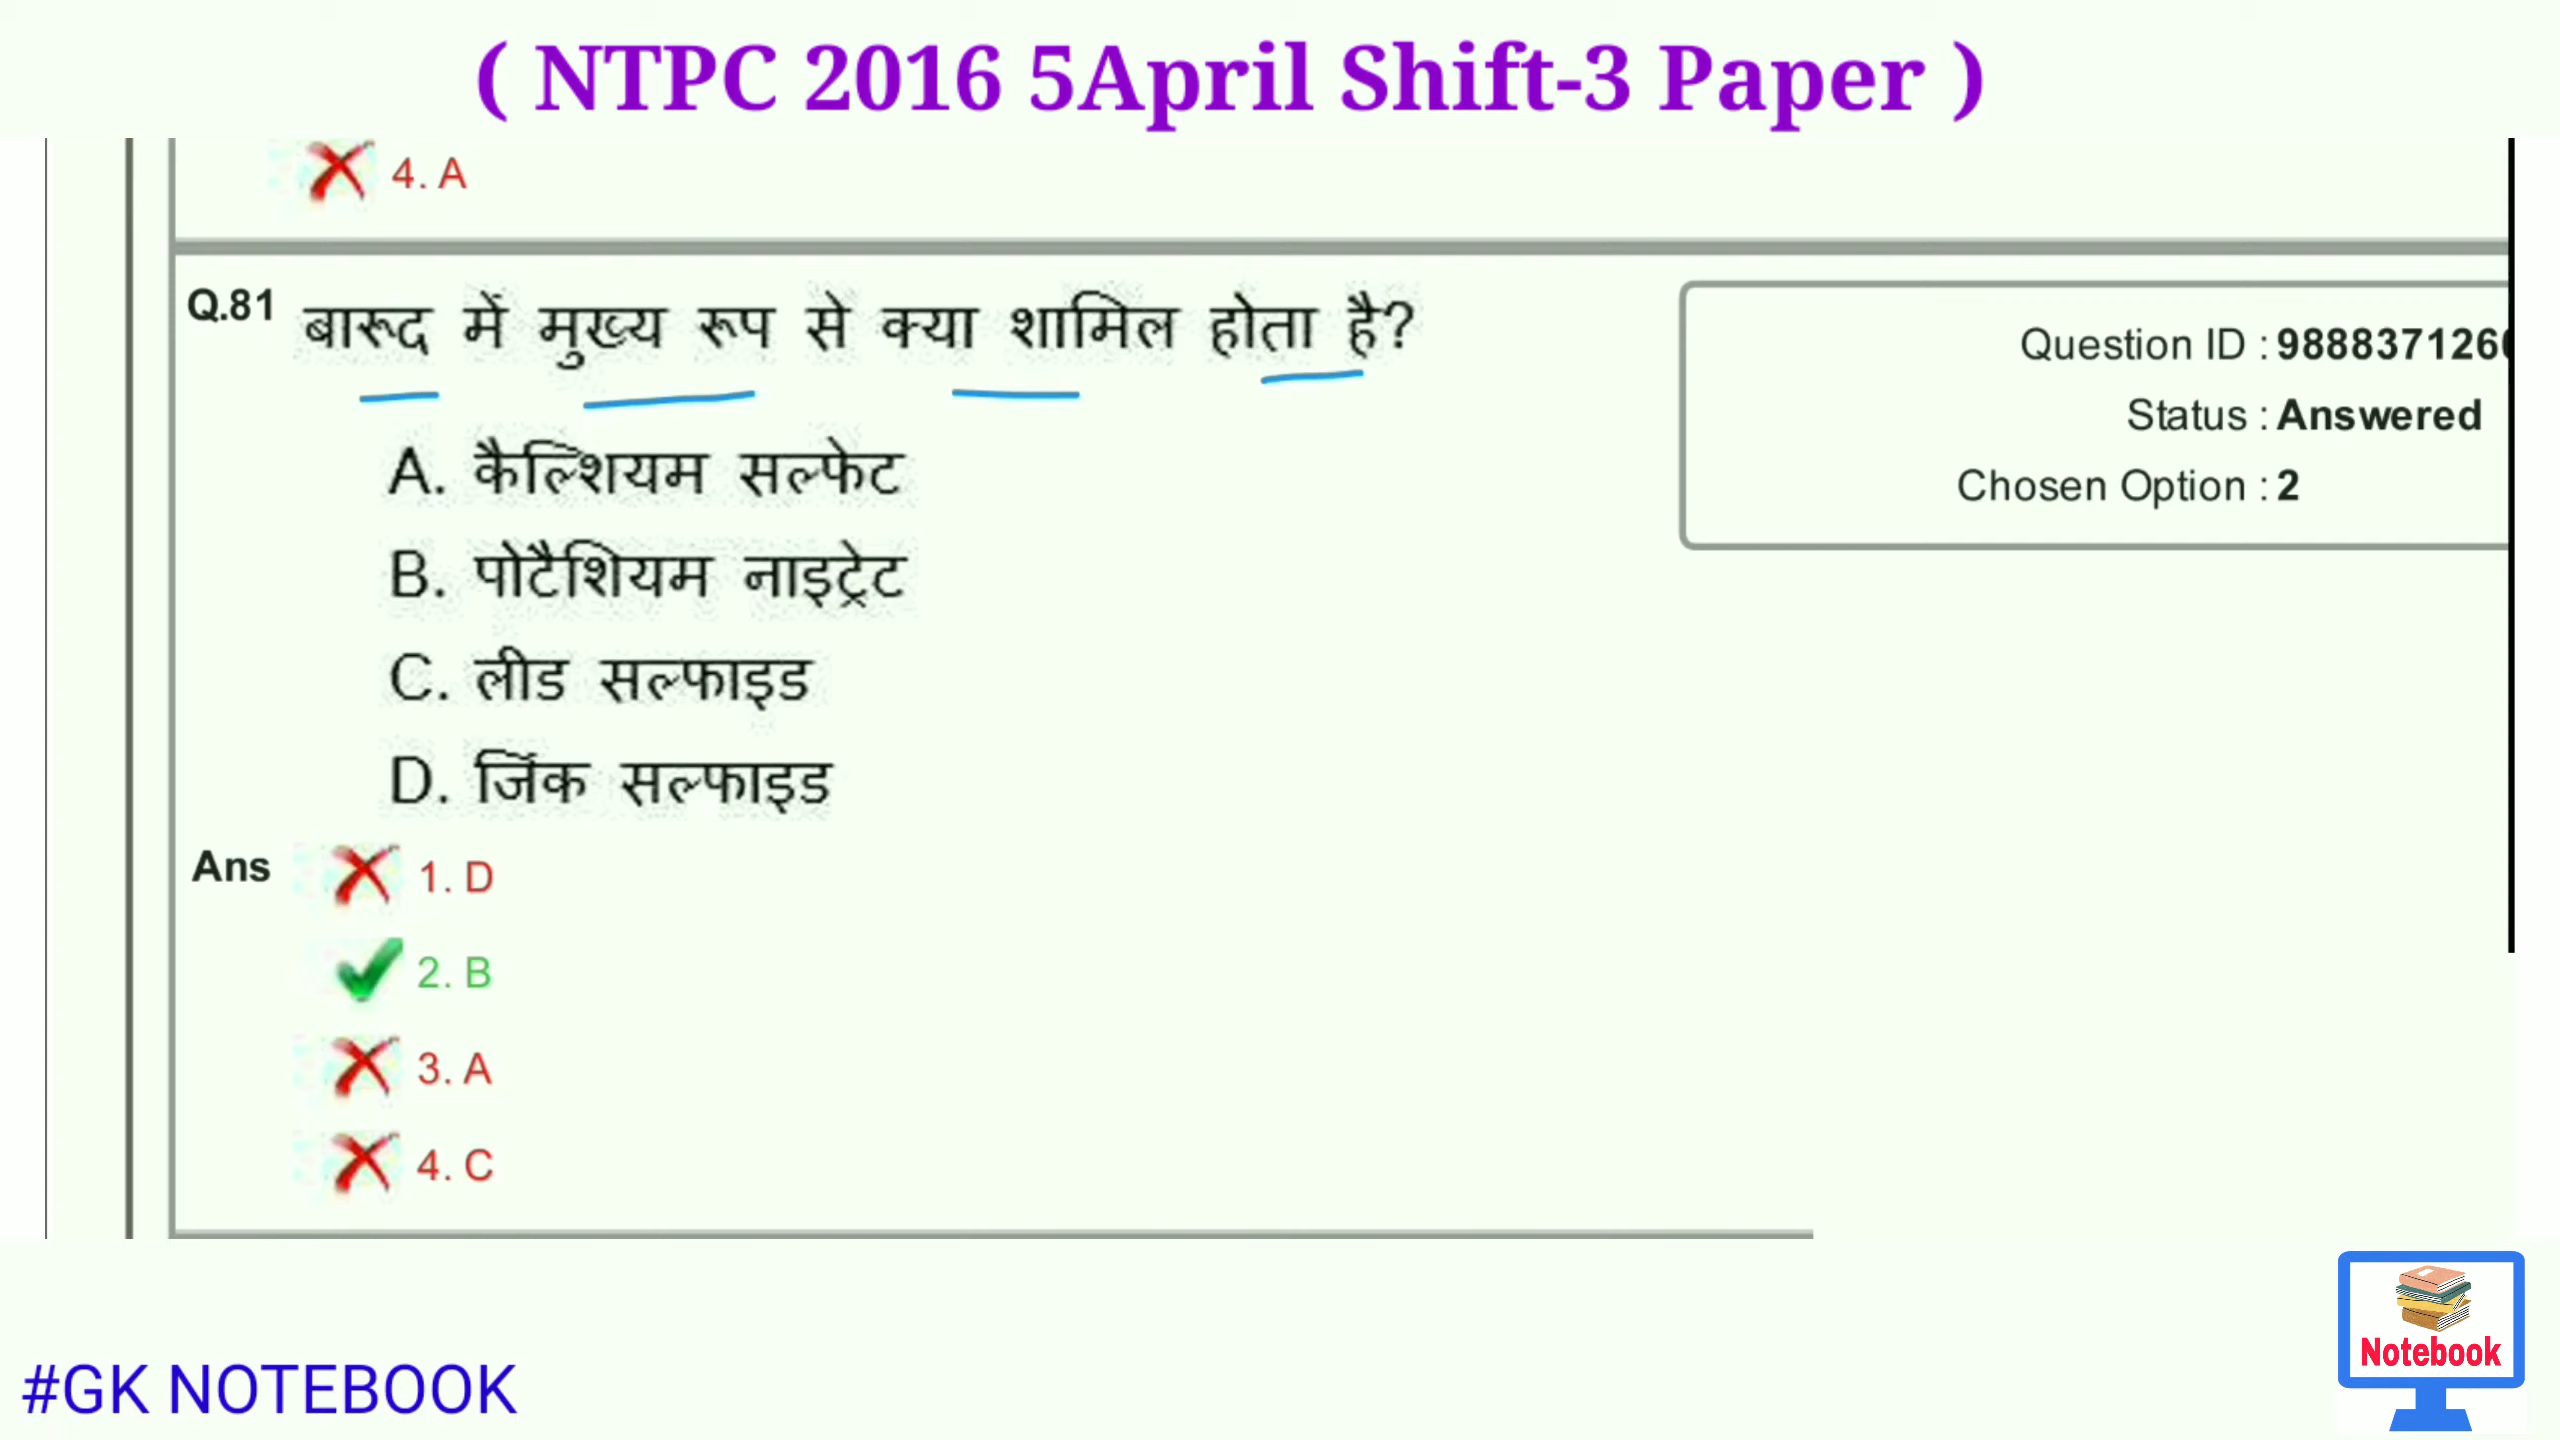 ( NTPC 2016 5April Shift-3 Paper )
4. A
Q.81 बारूद में मुख्य रूप से क्या शामिल होता है?
Question ID : 988837126
Status : Answered
Chosen Option : 2
A. कैल्शियम सल्फेट
B. पोटैशियम नाइट्रेट
C. लीड सल्फाइड
D. जिंक सल्फाइड
Ans 1. D
2. B
3. A
4. C
Notebook
#GK NOTEBOOK